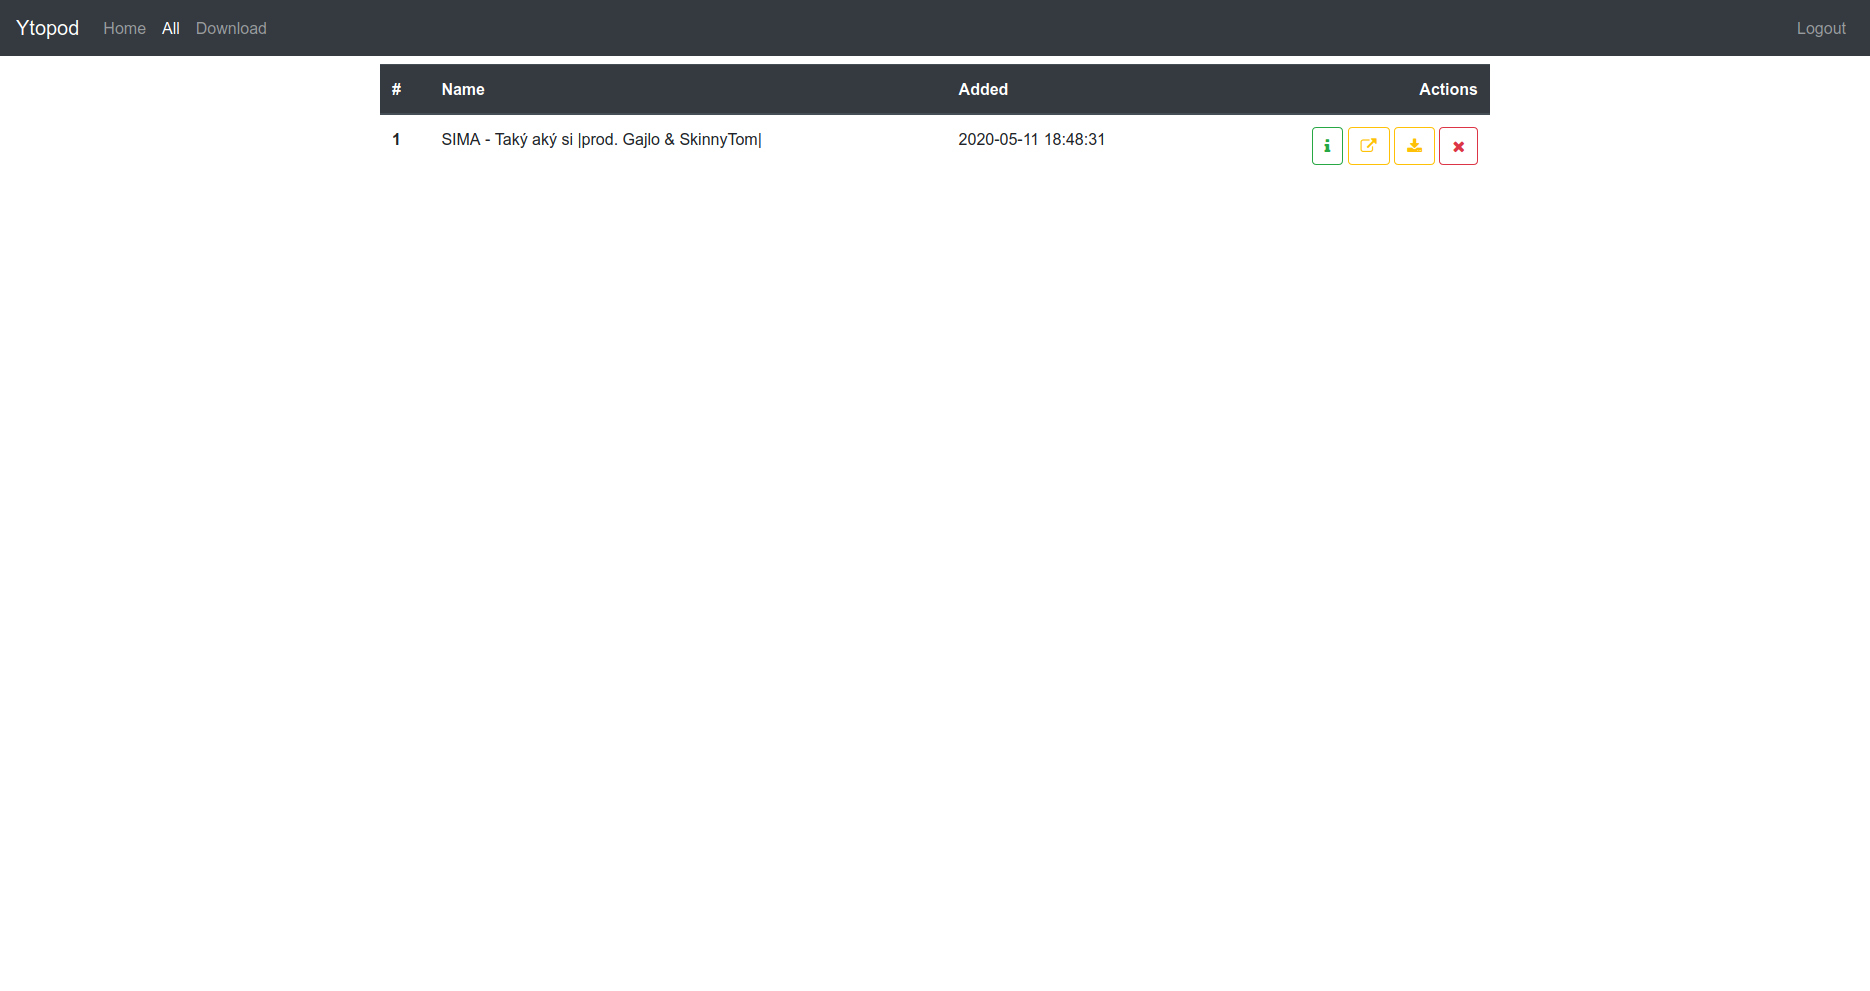 Ytopod Home All Download Logout
# Name Added Actions
1 SIMA - Taký aký si |prod. Gajlo & SkinnyTom| 2020-05-11 18:48:31